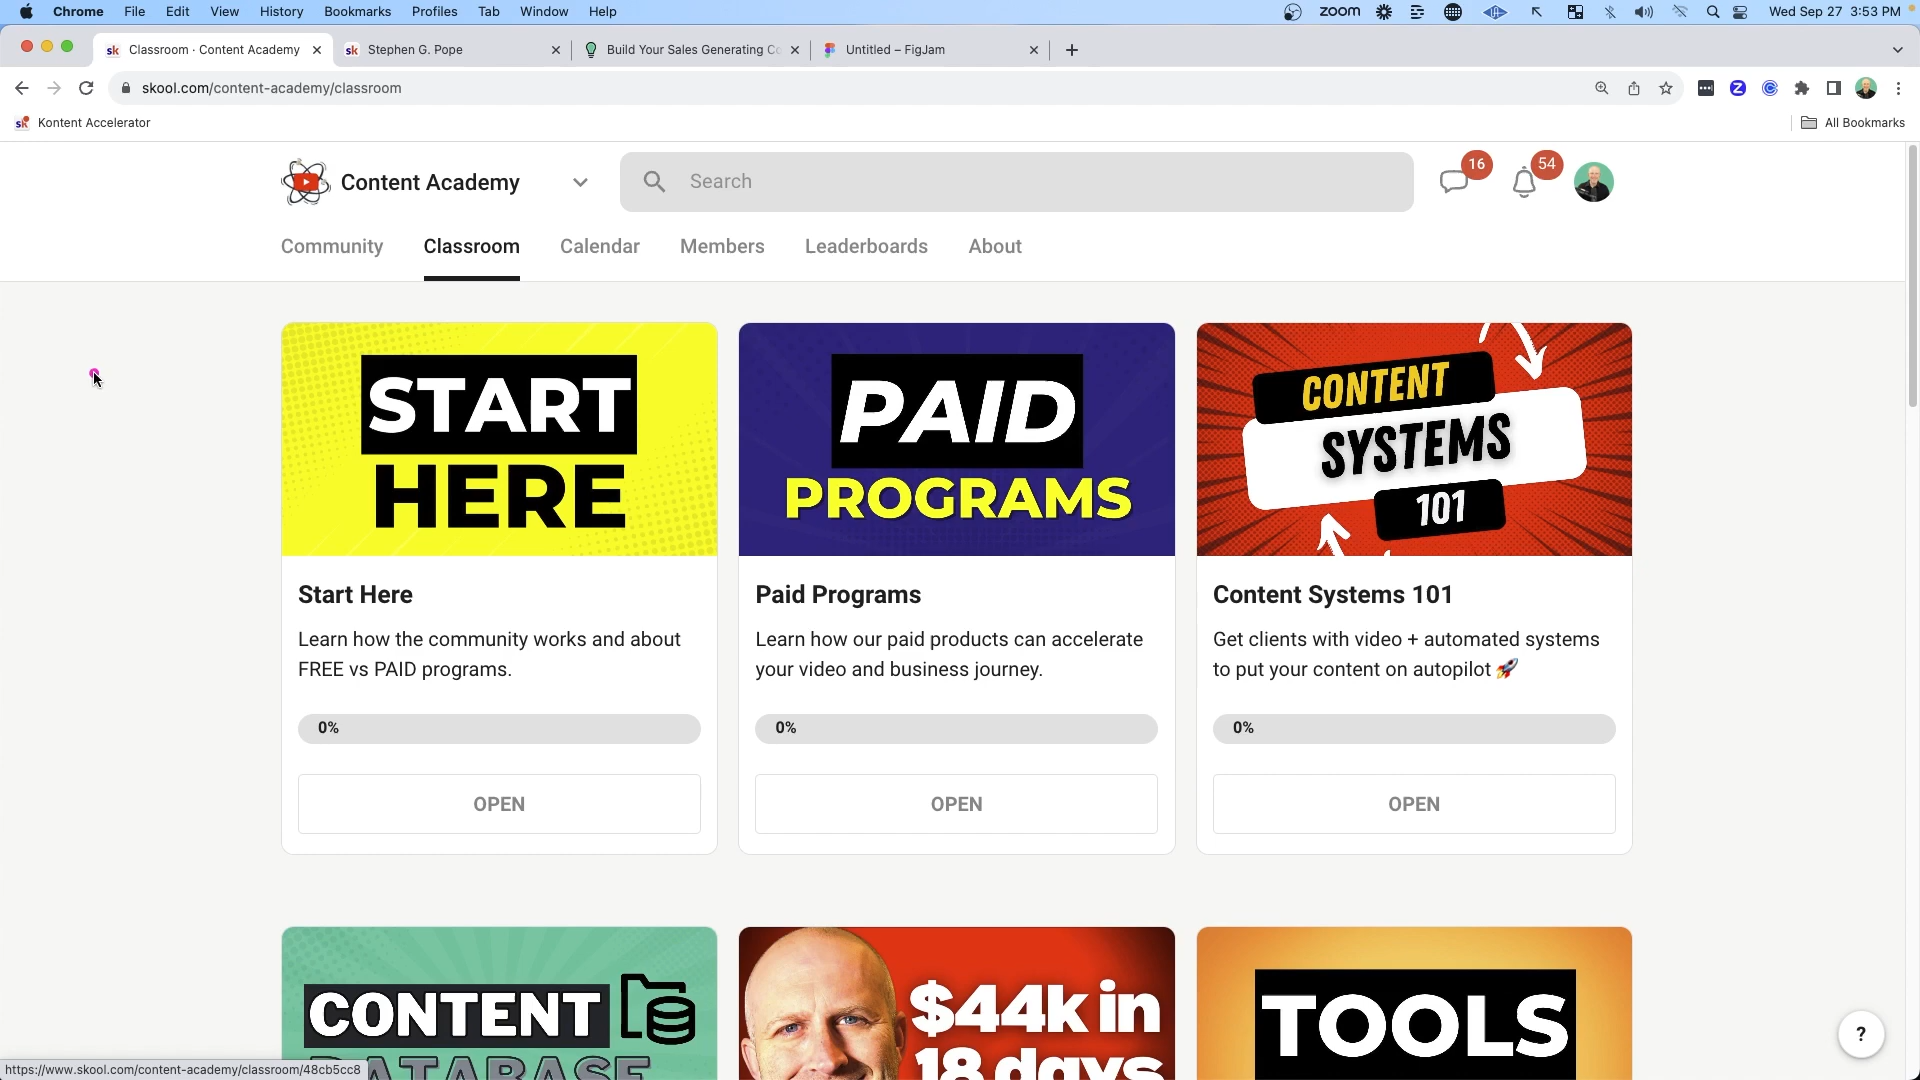 Chrome File Edit View History Bookmarks Profiles Tab Window Help
zoom
Wed Sep 27 3:53 PM
Classroom · Content Academy
Stephen G. Pope
Build Your Sales Generating Co
Untitled – FigJam
skool.com/content-academy/classroom
Kontent Accelerator
All Bookmarks
Content Academy
Search
16
54
Community Classroom Calendar Members Leaderboards About
START
HERE
PAID
PROGRAMS
CONTENT
SYSTEMS
101
Start Here
Learn how the community works and about
FREE vs PAID programs.
0%
OPEN
Paid Programs
Learn how our paid products can accelerate
your video and business journey.
0%
OPEN
Content Systems 101
Get clients with video + automated systems
to put your content on autopilot 🚀
0%
OPEN
CONTENT
DATABASE
$44k in
18 days
TOOLS
?
https://www.skool.com/content-academy/classroom/48cb5cc8